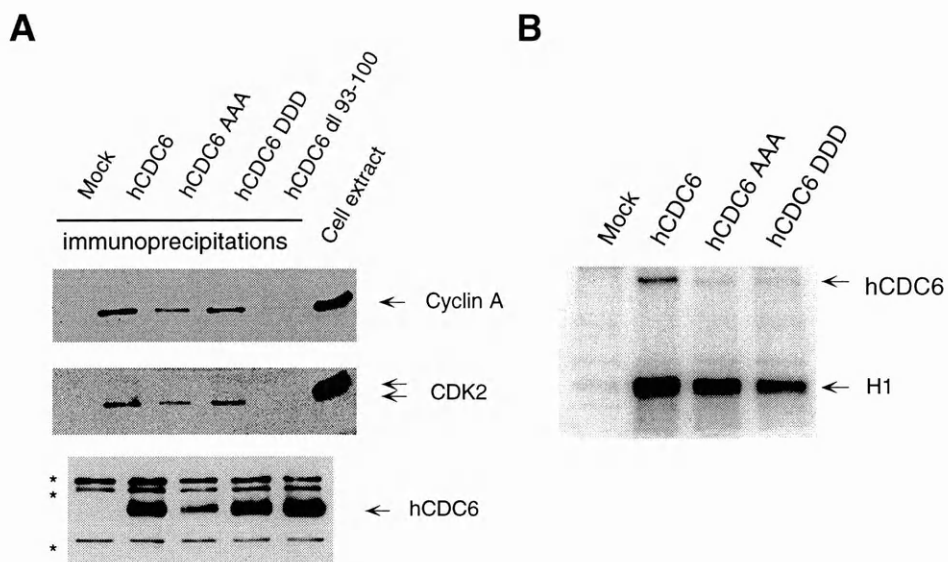 A
Mock
hCDC6
hCDC6 AAA
hCDC6 DDD
hCDC6 dl 93-100
Cell extract
immunoprecipitations
← Cyclin A
← CDK2
←
* 
*
← hCDC6
*
B
Mock
hCDC6
hCDC6 AAA
hCDC6 DDD
← hCDC6
← H1